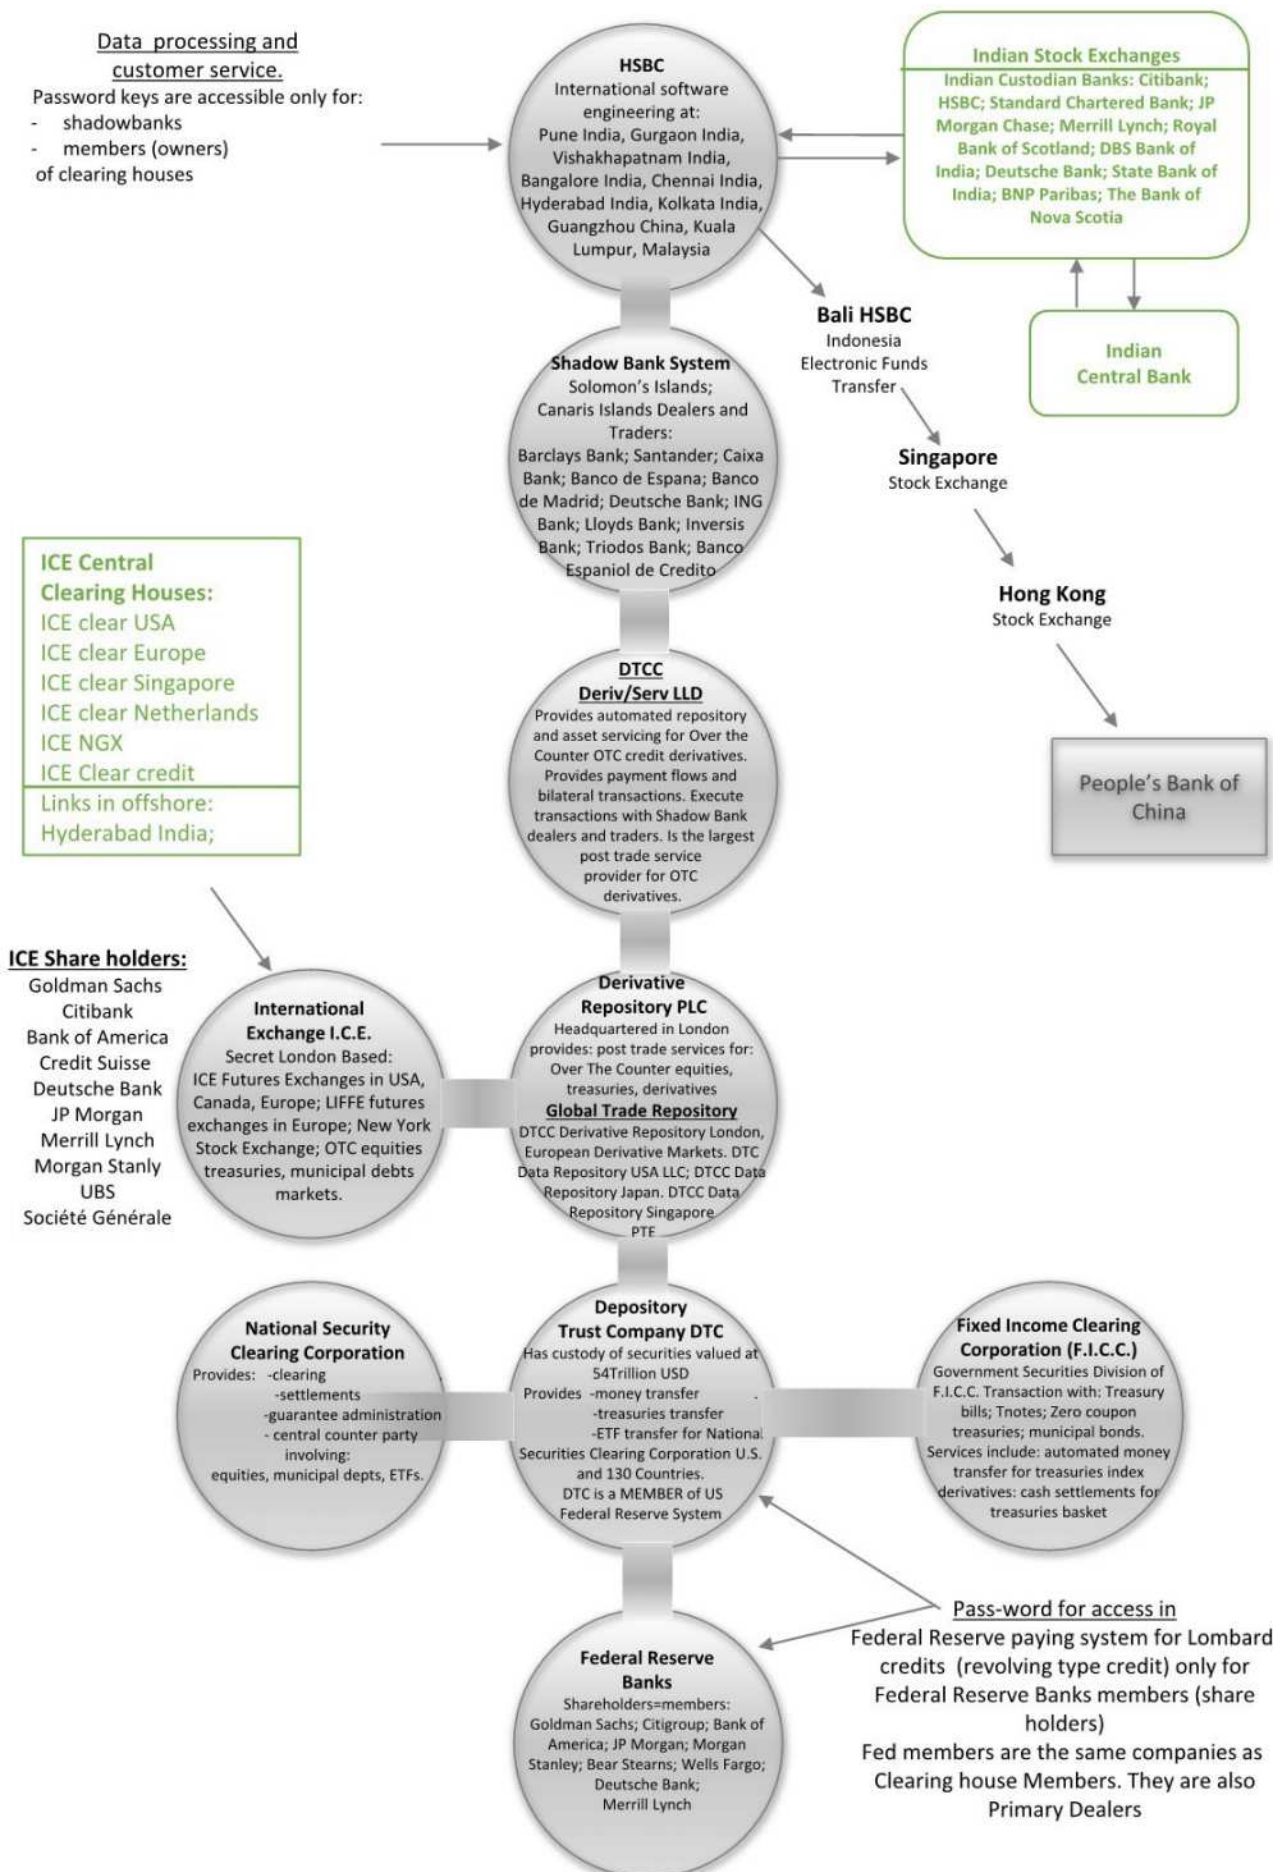 Data processing and
customer service.
Password keys are accessible only for:
- shadowbanks
- members (owners)
of clearing houses
HSBC
International software
engineering at:
Pune India, Gurgaon India,
Vishakhapatnam India,
Bangalore India, Chennai India,
Hyderabad India, Kolkata India,
Guangzhou China, Kuala
Lumpur, Malaysia
Indian Stock Exchanges
Indian Custodian Banks: Citibank;
HSBC; Standard Chartered Bank; JP
Morgan Chase; Merrill Lynch; Royal
Bank of Scotland; DBS Bank of
India; Deutsche Bank; State Bank of
India; BNP Paribas; The Bank of
Nova Scotia
Indian
Central Bank
Bali HSBC
Indonesia
Electronic Funds
Transfer
Singapore
Stock Exchange
Hong Kong
Stock Exchange
People's Bank of
China
Shadow Bank System
Solomon's Islands;
Canaris Islands Dealers and
Traders:
Barclays Bank; Santander; Caixa
Bank; Banco de Espana; Banco
de Madrid; Deutsche Bank; ING
Bank; Lloyds Bank; Inversis
Bank; Triodos Bank; Banco
Espaniol de Credito
ICE Central
Clearing Houses:
ICE clear USA
ICE clear Europe
ICE clear Singapore
ICE clear Netherlands
ICE NGX
ICE Clear credit
Links in offshore:
Hyderabad India;
DTCC
Deriv/Serv LLD
Provides automated repository
and asset servicing for Over the
Counter OTC credit derivatives.
Provides payment flows and
bilateral transactions. Execute
transactions with Shadow Bank
dealers and traders. Is the largest
post trade service
provider for OTC
derivatives.
ICE Share holders:
Goldman Sachs
Citibank
Bank of America
Credit Suisse
Deutsche Bank
JP Morgan
Merrill Lynch
Morgan Stanly
UBS
Société Générale
International
Exchange I.C.E.
Secret London Based:
ICE Futures Exchanges in USA,
Canada, Europe; LIFFE futures
exchanges in Europe; New York
Stock Exchange; OTC equities
treasuries, municipal debts
markets.
Derivative
Repository PLC
Headquartered in London
provides: post trade services for:
Over The Counter equities,
treasuries, derivatives
Global Trade Repository
DTCC Derivative Repository London,
European Derivative Markets. DTC
Data Repository USA LLC; DTCC Data
Repository Japan. DTCC Data
Repository Singapore
PTE
National Security
Clearing Corporation
Provides: -clearing
-settlements
-guarantee administration
- central counter party
involving:
equities, municipal depts, ETFs.
Depository
Trust Company DTC
Has custody of securities valued at
54Trillion USD
Provides -money transfer
-treasuries transfer
-ETF transfer for National
Securities Clearing Corporation U.S.
and 130 Countries.
DTC is a MEMBER of US
Federal Reserve System
Fixed Income Clearing
Corporation (F.I.C.C.)
Government Securities Division of
F.I.C.C. Transaction with: Treasury
bills; Tnotes; Zero coupon
treasuries; municipal bonds.
Services include: automated money
transfer for treasuries index
derivatives: cash settlements for
treasuries basket
Federal Reserve
Banks
Shareholders=members:
Goldman Sachs; Citigroup; Bank of
America; JP Morgan; Morgan
Stanley; Bear Stearns; Wells Fargo;
Deutsche Bank;
Merrill Lynch
Pass-word for access in
Federal Reserve paying system for Lombard
credits (revolving type credit) only for
Federal Reserve Banks members (share
holders)
Fed members are the same companies as
Clearing house Members. They are also
Primary Dealers